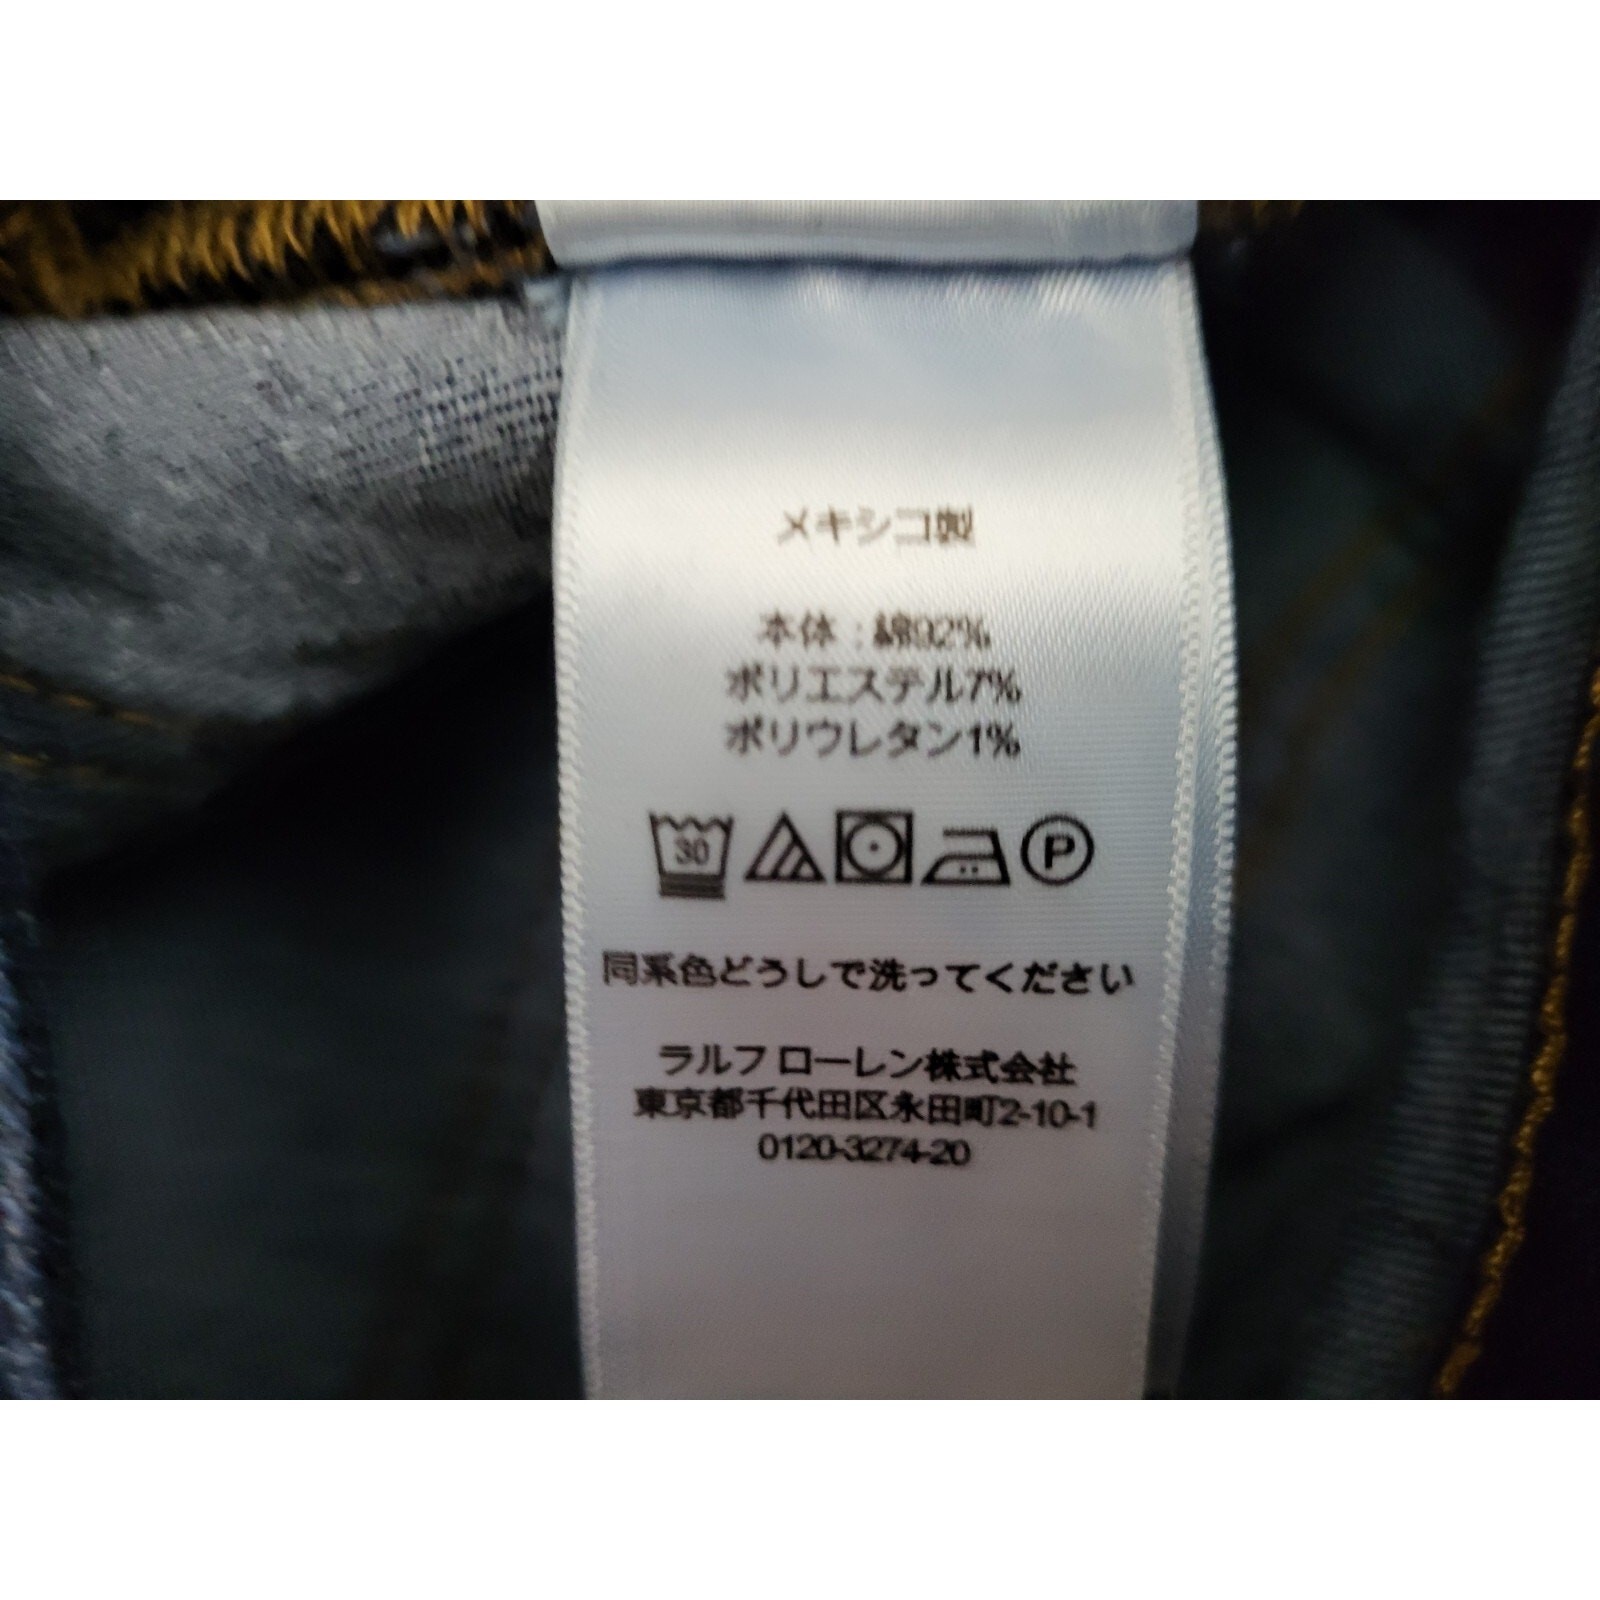 メキシコ製
本体 : 綿92%
ポリエステル7%
ポリウレタン1%
30 P
同系色どうしで洗ってください
ラルフ ローレン株式会社
東京都千代田区永田町2-10-1
0120-3274-20